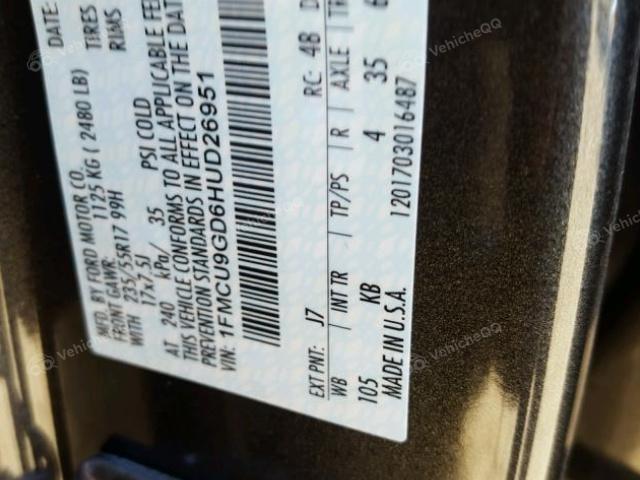 MFD. BY FORD MOTOR CO.
FRONT GAWR: 1125 KG ( 2480 LB)
WITH 235/55R17 99H TIRES
17x7.5J RIMS
AT 240 kPa/ 35 PSI COLD
THIS VEHICLE CONFORMS TO ALL APPLICABLE
PREVENTION STANDARDS IN EFFECT ON THE
VIN: 1FMCU9GD6HUD26951
EXT PNT: J7 RC: 4B
WB INT TR TP/PS R AXLE
105 KB 4 35
MADE IN U.S.A. 1201703016487
VehicleQQ